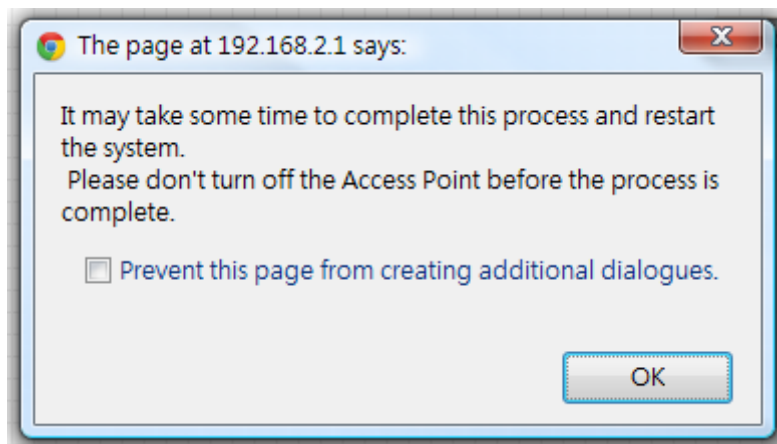 The page at 192.168.2.1 says:
It may take some time to complete this process and restart
the system.
Please don't turn off the Access Point before the process is
complete.
Prevent this page from creating additional dialogues.
OK